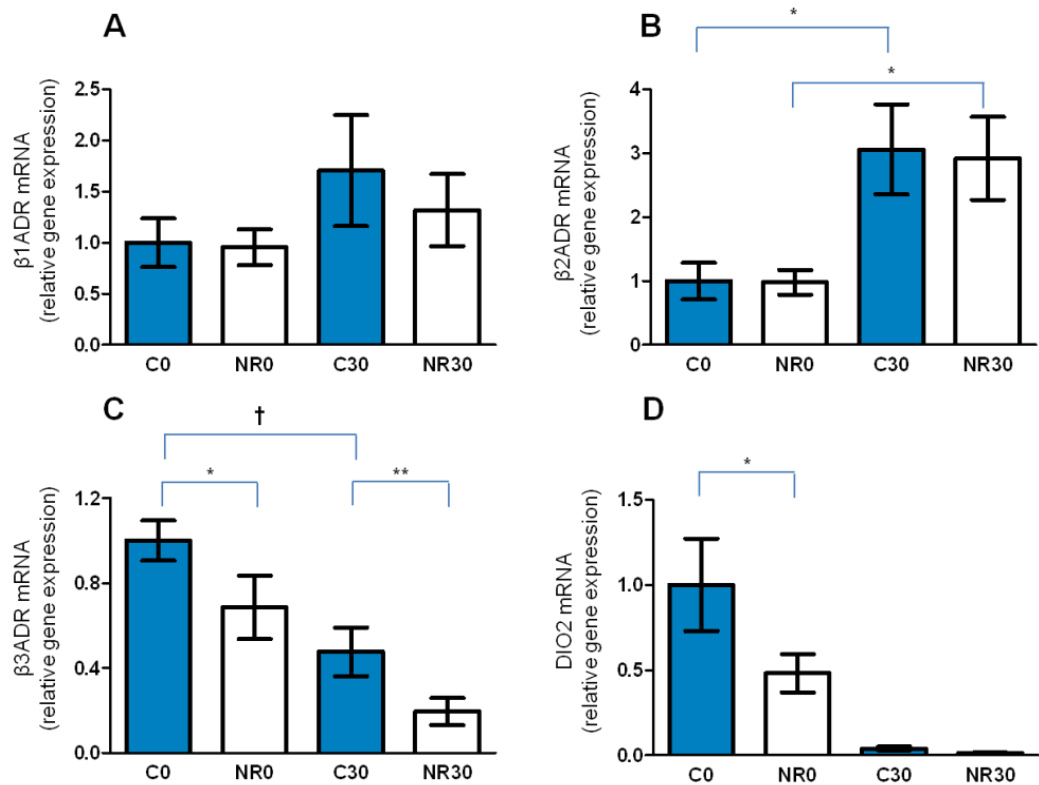 A
β1ADR mRNA
(relative gene expression)
2.5
2.0
1.5
1.0
0.5
0.0
C0 NR0 C30 NR30
B
*
*
β2ADR mRNA
(relative gene expression)
4
3
2
1
0
C0 NR0 C30 NR30
C
†
*
**
β3ADR mRNA
(relative gene expression)
1.2
0.8
0.4
0.0
C0 NR0 C30 NR30
D
*
DIO2 mRNA
(relative gene expression)
1.5
1.0
0.5
0.0
C0 NR0 C30 NR30